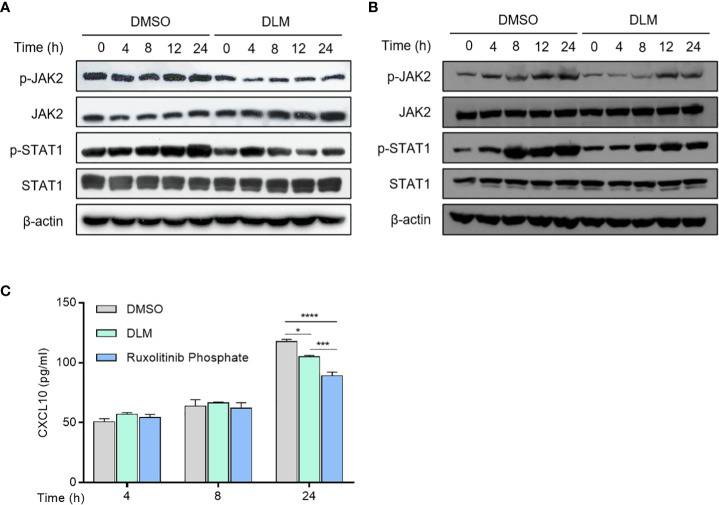 A
DMSO DLM
Time (h) 0 4 8 12 24 0 4 8 12 24
p-JAK2
JAK2
p-STAT1
STAT1
β-actin
B
DMSO DLM
Time (h) 0 4 8 12 24 0 4 8 12 24
p-JAK2
JAK2
p-STAT1
STAT1
β-actin
C
150
100
50
0
CXCL10 (pg/ml)
DMSO
DLM
Ruxolitinib Phosphate
****
*
***
Time (h) 4 8 24